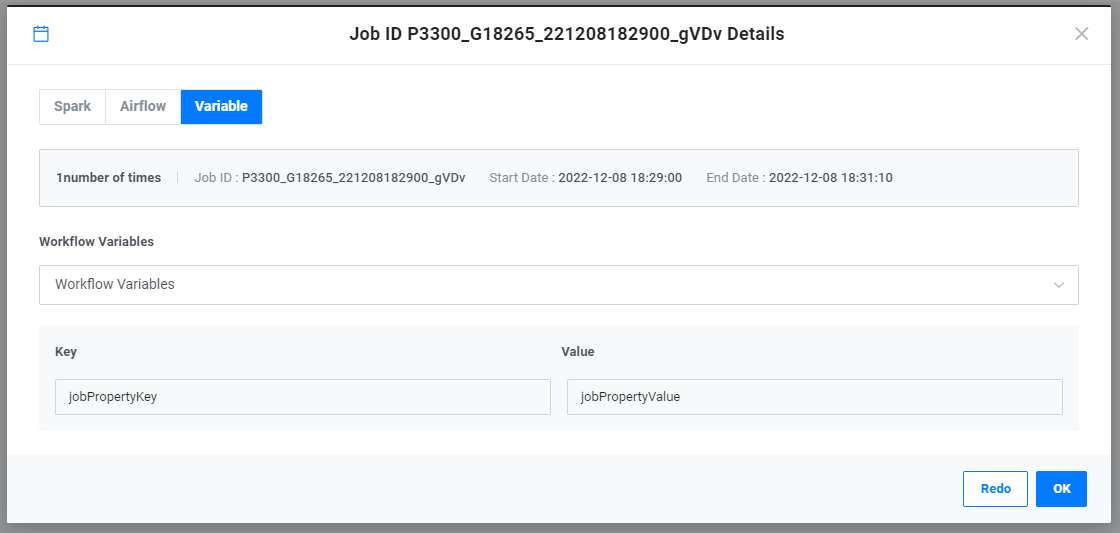 Job ID P3300_G18265_221208182900_gVDv Details
Spark Airflow Variable
1number of times Job ID : P3300_G18265_221208182900_gVDv Start Date : 2022-12-08 18:29:00 End Date : 2022-12-08 18:31:10
Workflow Variables
Workflow Variables
Key Value
jobPropertyKey jobPropertyValue
Redo OK